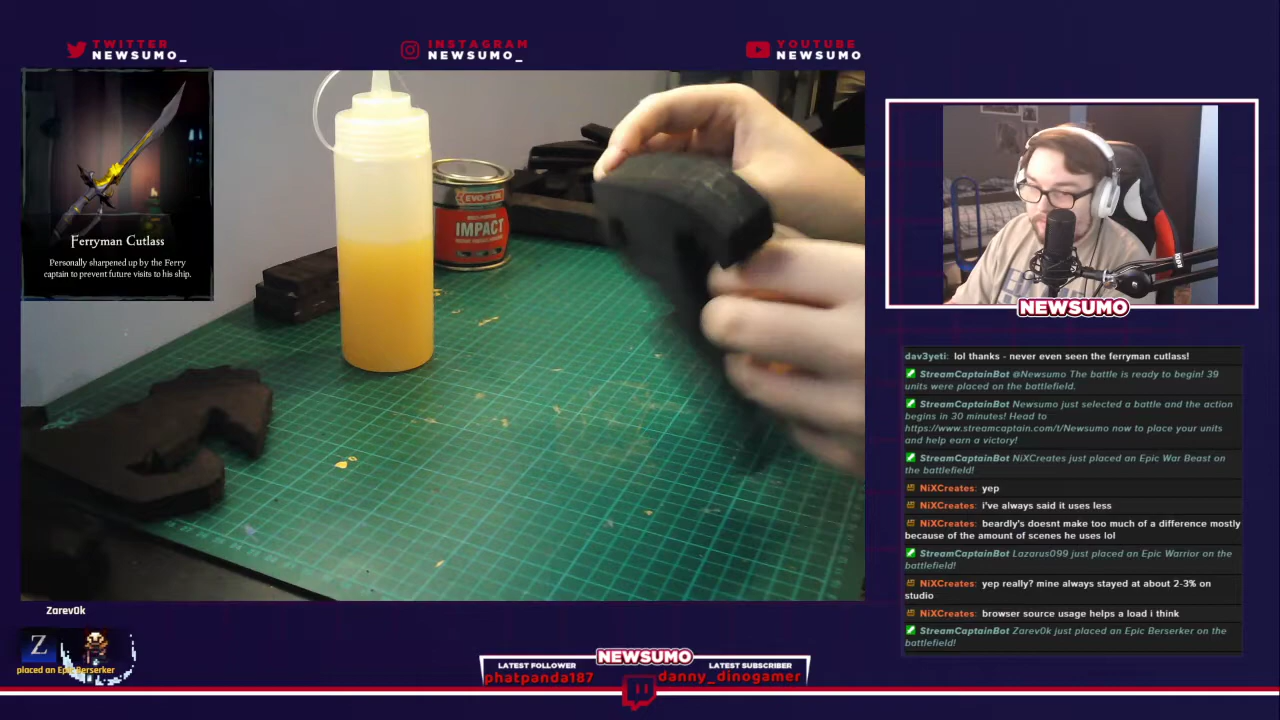 TWITTER
NEWSUMO_
INSTAGRAM
NEWSUMO_
YOUTUBE
NEWSUMO
Ferryman Cutlass
Personally sharpened up by the Ferry
captain to prevent future visits to his ship.
EVO-STIK
IMPACT
NEWSUMO
dav3yeti: lol thanks - never even seen the ferryman cutlass!
StreamCaptainBot @Newsumo The battle is ready to begin! 39
units were placed on the battlefield.
StreamCaptainBot Newsumo just selected a battle and the action
begins in 30 minutes! Head to
https://www.streamcaptain.com/t/Newsumo now to place your units
and help earn a victory!
StreamCaptainBot NiXCreates just placed an Epic War Beast on
the battlefield!
NiXCreates: yep
NiXCreates: i've always said it uses less
NiXCreates: beardly's doesnt make too much of a difference mostly
because of the amount of scenes he uses lol
StreamCaptainBot Lazarus099 just placed an Epic Warrior on the
battlefield!
NiXCreates: yep really? mine always stayed at about 2-3% on
studio
NiXCreates: browser source usage helps a load i think
StreamCaptainBot Zarev0k just placed an Epic Berserker on the
battlefield!
Zarev0k
Z
placed an Epic Berserker
NEWSUMO
LATEST FOLLOWER
phatpanda187
LATEST SUBSCRIBER
danny_dinogamer